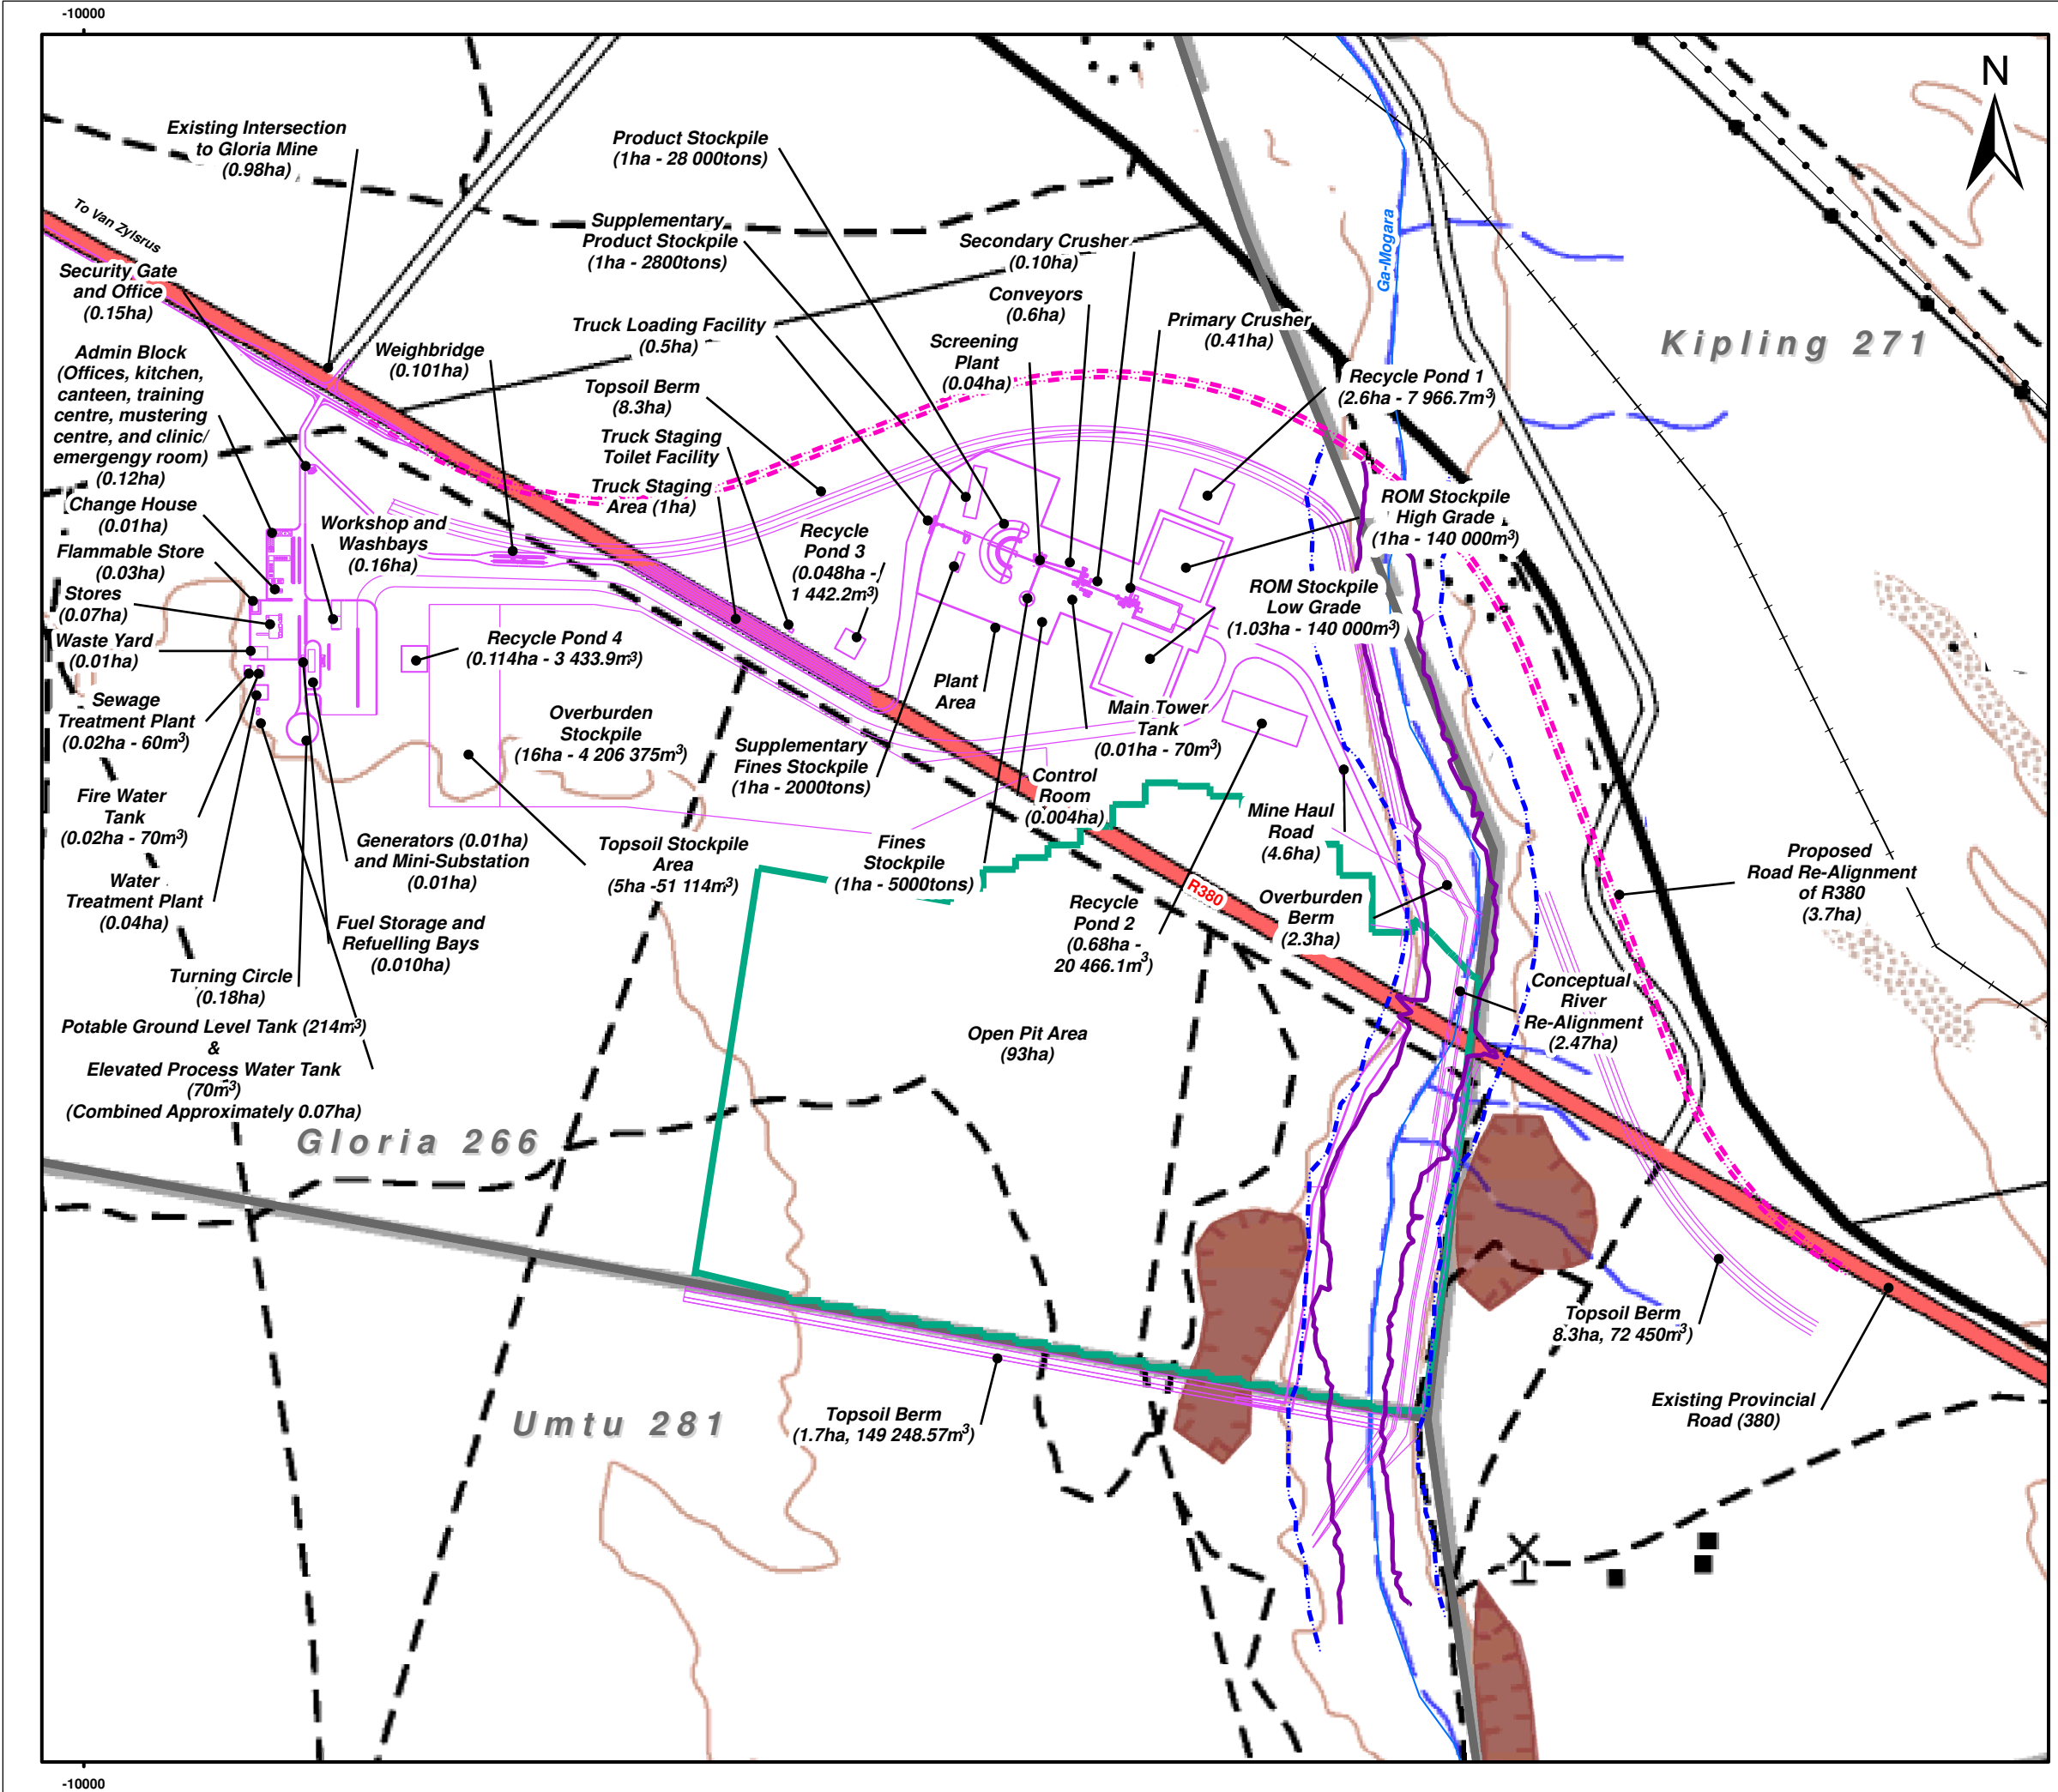 -10000
N
Existing Intersection
to Gloria Mine
(0.98ha)
Product Stockpile
(1ha - 28 000tons)
To Van Zylsrus
Supplementary
Product Stockpile
(1ha - 2800tons)
Secondary Crusher
(0.10ha)
Ga-Mogara
Security Gate
and Office
(0.15ha)
Conveyors
(0.6ha)
Truck Loading Facility
(0.5ha)
Primary Crusher
(0.41ha)
Kipling 271
Screening
Plant
(0.04ha)
Weighbridge
(0.101ha)
Admin Block
(Offices, kitchen,
canteen, training
centre, mustering
centre, and clinic/
emergengy room)
(0.12ha)
Topsoil Berm
(8.3ha)
Recycle Pond 1
(2.6ha - 7 966.7m³)
Truck Staging
Toilet Facility
Truck Staging
Area (1ha)
ROM Stockpile
High Grade
(1ha - 140 000m³)
Change House
(0.01ha)
Workshop and
Washbays
(0.16ha)
Recycle
Pond 3
(0.048ha -
1 442.2m³)
Flammable Store
(0.03ha)
Stores
(0.07ha)
ROM Stockpile
Low Grade
(1.03ha - 140 000m³)
Waste Yard
(0.01ha)
Recycle Pond 4
(0.114ha - 3 433.9m³)
Plant
Area
Sewage
Treatment Plant
(0.02ha - 60m³)
Overburden
Stockpile
(16ha - 4 206 375m³)
Main Tower
Tank
(0.01ha - 70m³)
Supplementary
Fines Stockpile
(1ha - 2000tons)
Control
Room
(0.004ha)
Fire Water
Tank
(0.02ha - 70m³)
Mine Haul
Road
(4.6ha)
Generators (0.01ha)
and Mini-Substation
(0.01ha)
Topsoil Stockpile
Area
(5ha -51 114m³)
Fines
Stockpile
(1ha - 5000tons)
Proposed
Road Re-Alignment
of R380
(3.7ha)
Water
Treatment Plant
(0.04ha)
R380
Overburden
Berm
(2.3ha)
Recycle
Pond 2
(0.68ha -
20 466.1m³)
Fuel Storage and
Refuelling Bays
(0.010ha)
Turning Circle
(0.18ha)
Conceptual
River
Re-Alignment
(2.47ha)
Potable Ground Level Tank (214m³)
&
Elevated Process Water Tank
(70m³)
(Combined Approximately 0.07ha)
Open Pit Area
(93ha)
Gloria 266
Topsoil Berm
8.3ha, 72 450m³)
Umtu 281
Topsoil Berm
(1.7ha, 149 248.57m³)
Existing Provincial
Road (380)
-10000